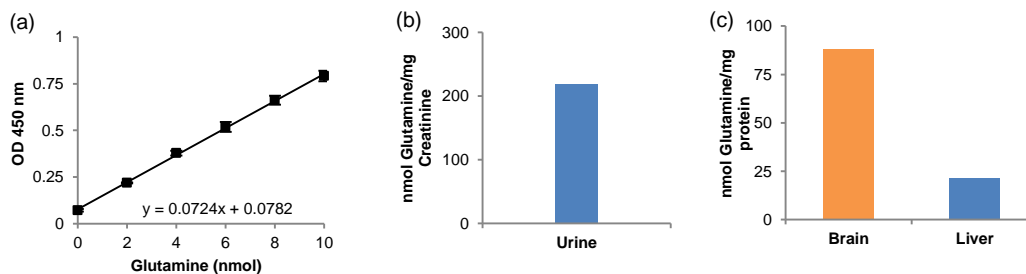 (a)
OD 450 nm
1
0.75
0.5
0.25
0
y = 0.0724x + 0.0782
0 2 4 6 8 10
Glutamine (nmol)
(b)
nmol Glutamine/mg
Creatinine
300
200
100
0
Urine
(c)
nmol Glutamine/mg
protein
100
75
50
25
0
Brain Liver